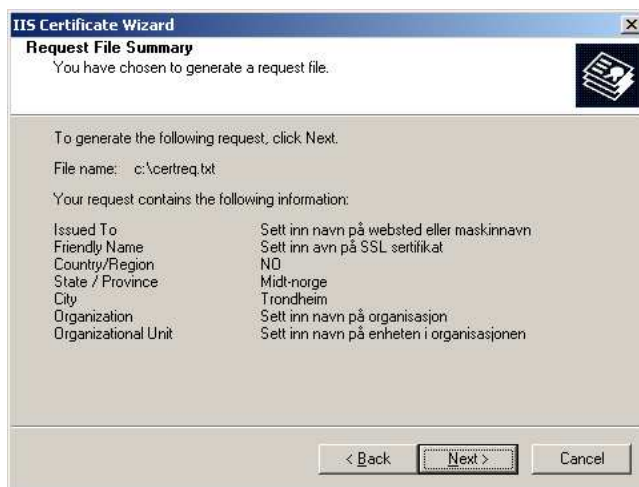 IIS Certificate Wizard
Request File Summary
You have chosen to generate a request file.
To generate the following request, click Next.
File name: c:\certreq.txt
Your request contains the following information:
Issued To Sett inn navn på websted eller maskinnavn
Friendly Name Sett inn avn på SSL sertifikat
Country/Region NO
State / Province Midt-norge
City Trondheim
Organization Sett inn navn på organisasjon
Organizational Unit Sett inn navn på enheten i organisasjonen
< Back Next > Cancel